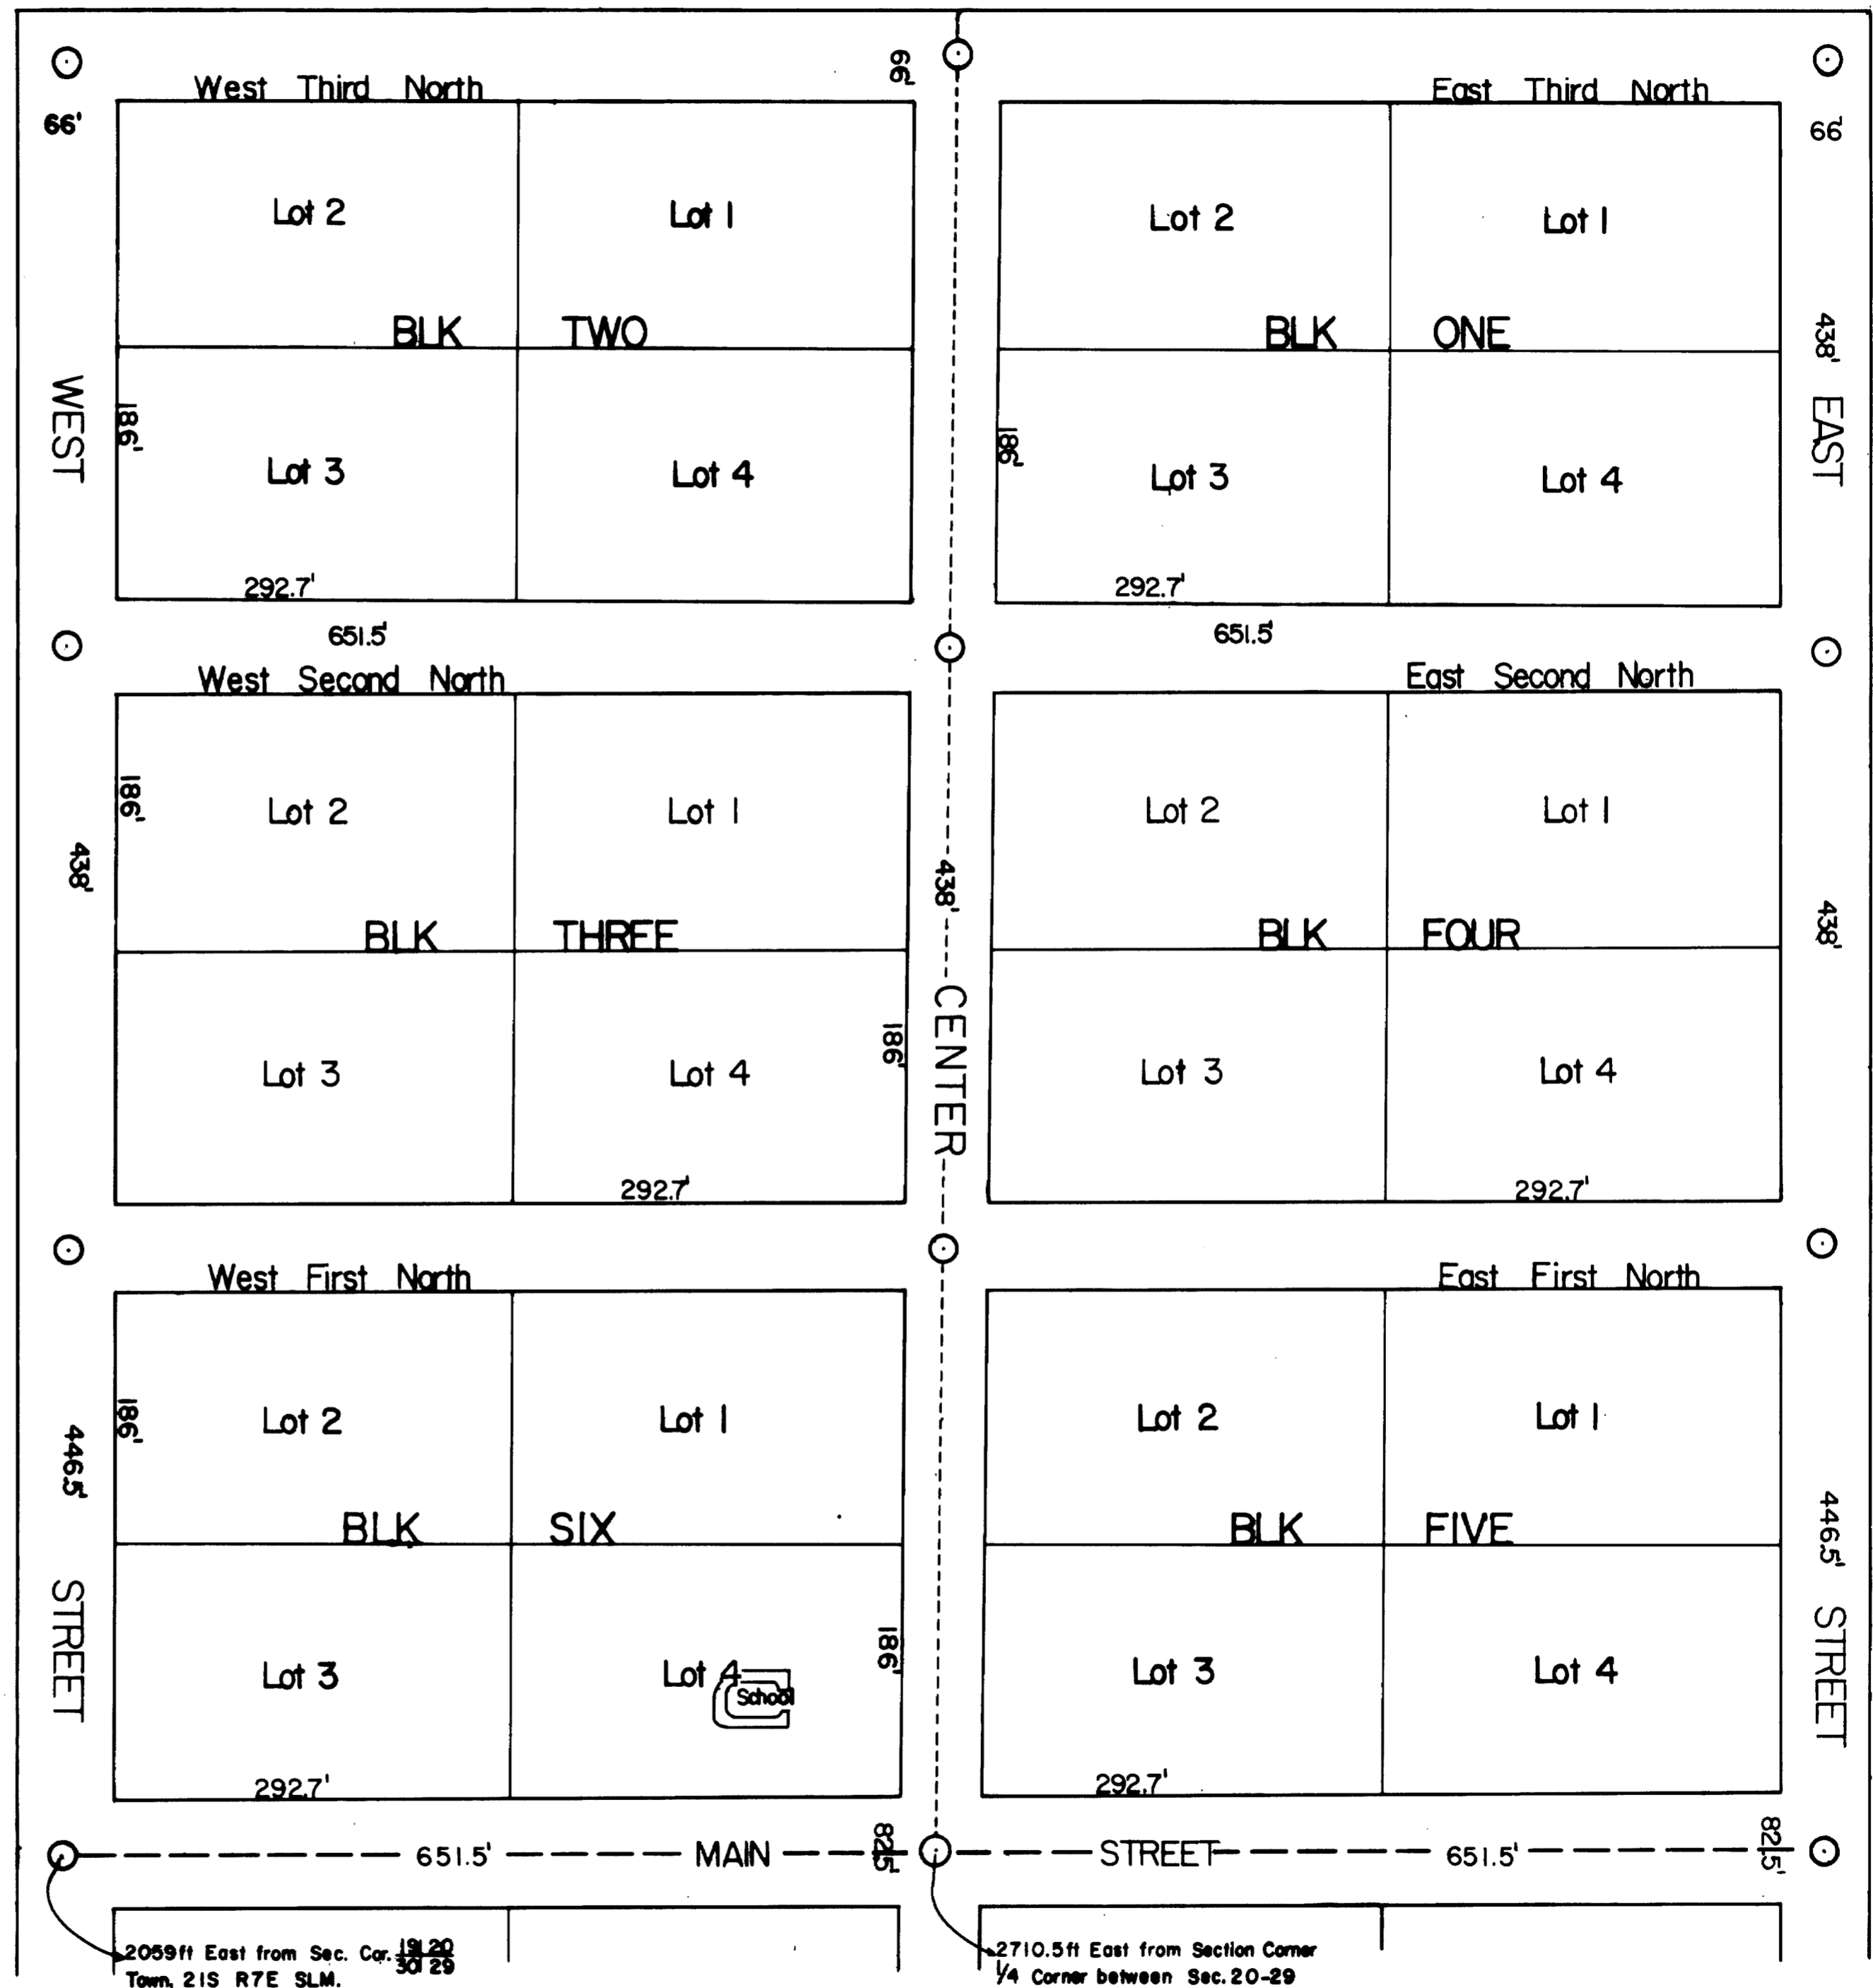 66'
West Third North
East Third North
66'
66'
Lot 2
Lot 1
Lot 2
Lot 1
BLK TWO
BLK ONE
438'
WEST
186'
186'
EAST
Lot 3
Lot 4
Lot 3
Lot 4
292.7'
292.7'
651.5'
651.5'
West Second North
East Second North
186'
Lot 2
Lot 1
Lot 2
Lot 1
438'
438'
438'
BLK THREE
BLK FOUR
CENTER
186'
Lot 3
Lot 4
Lot 3
Lot 4
292.7'
292.7'
West First North
East First North
186'
Lot 2
Lot 1
Lot 2
Lot 1
446.5'
446.5'
BLK SIX
BLK FIVE
STREET
186'
STREET
Lot 3
Lot 4
School
Lot 3
Lot 4
292.7'
292.7'
651.5' MAIN 82.5' STREET 651.5' 82.5'
2059ft East from Sec. Cor. 19|20
30|29
Town. 21S R7E SLM.
2710.5ft East from Section Corner
1/4 Corner between Sec. 20-29